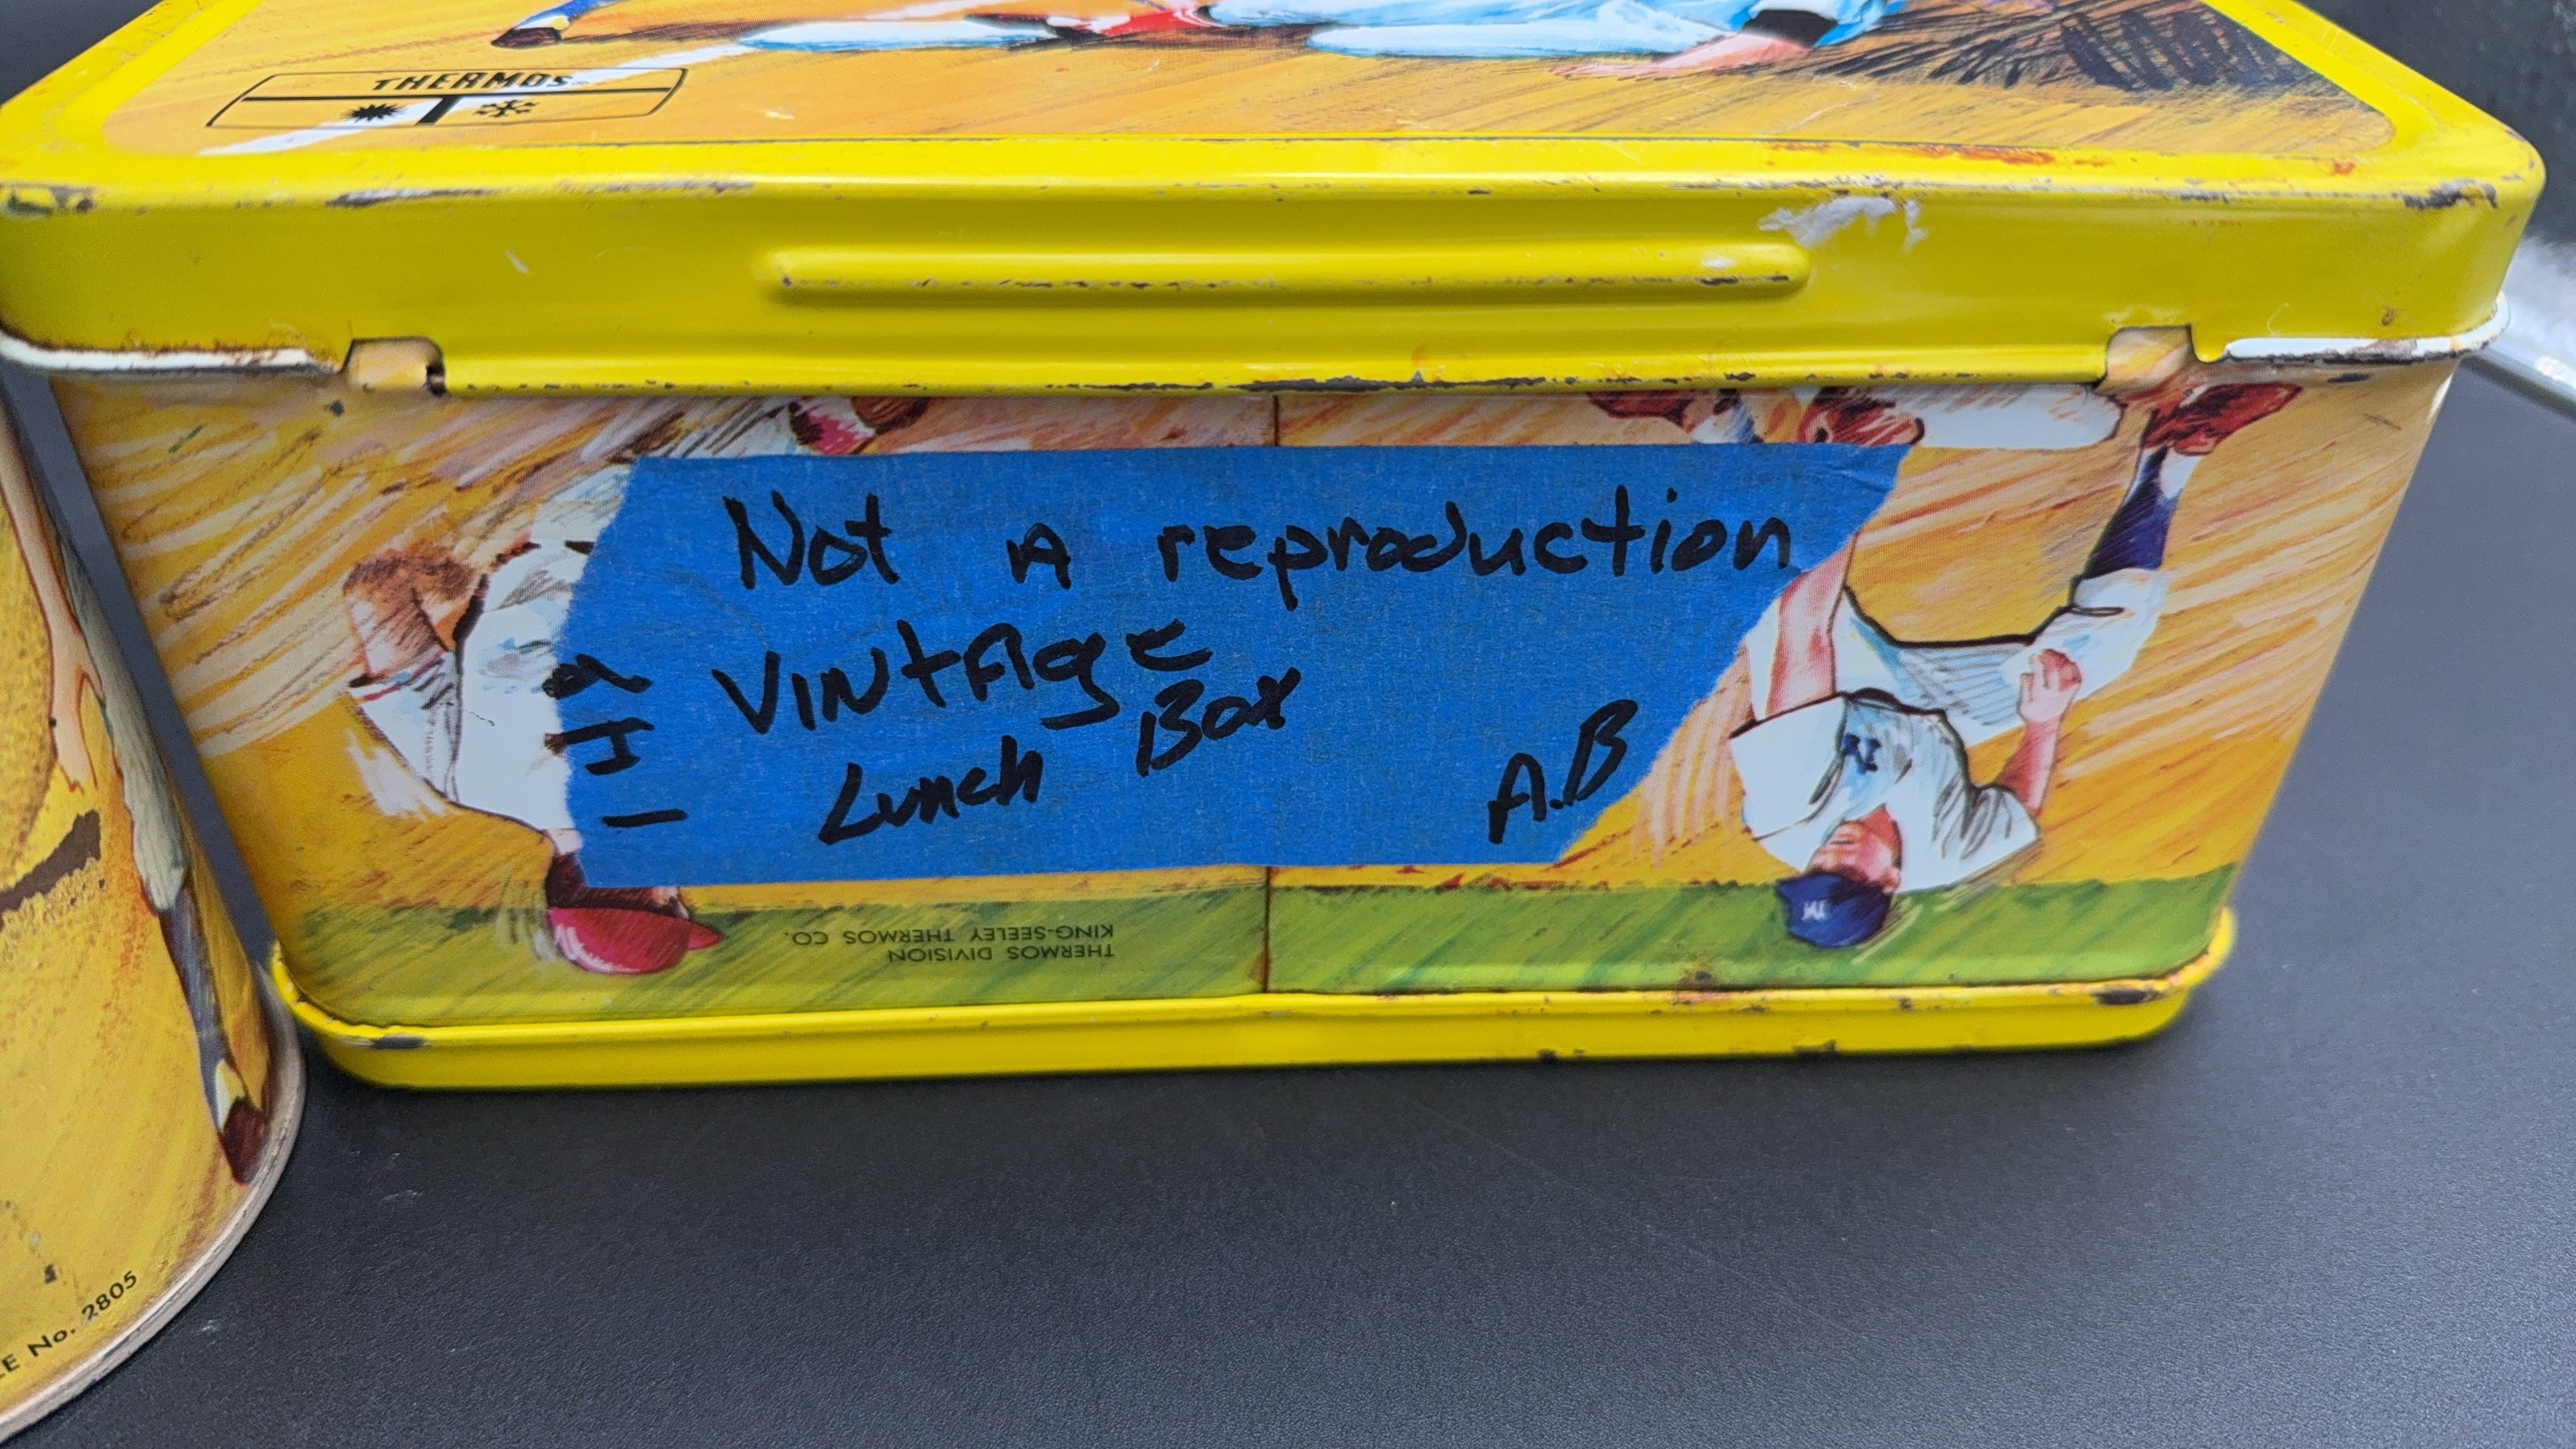 THERMOS
Not A reproduction
VINtAge
Lunch Box
A.B
THERMOS DIVISION
KING-SEELEY THERMOS CO.
E No. 2805